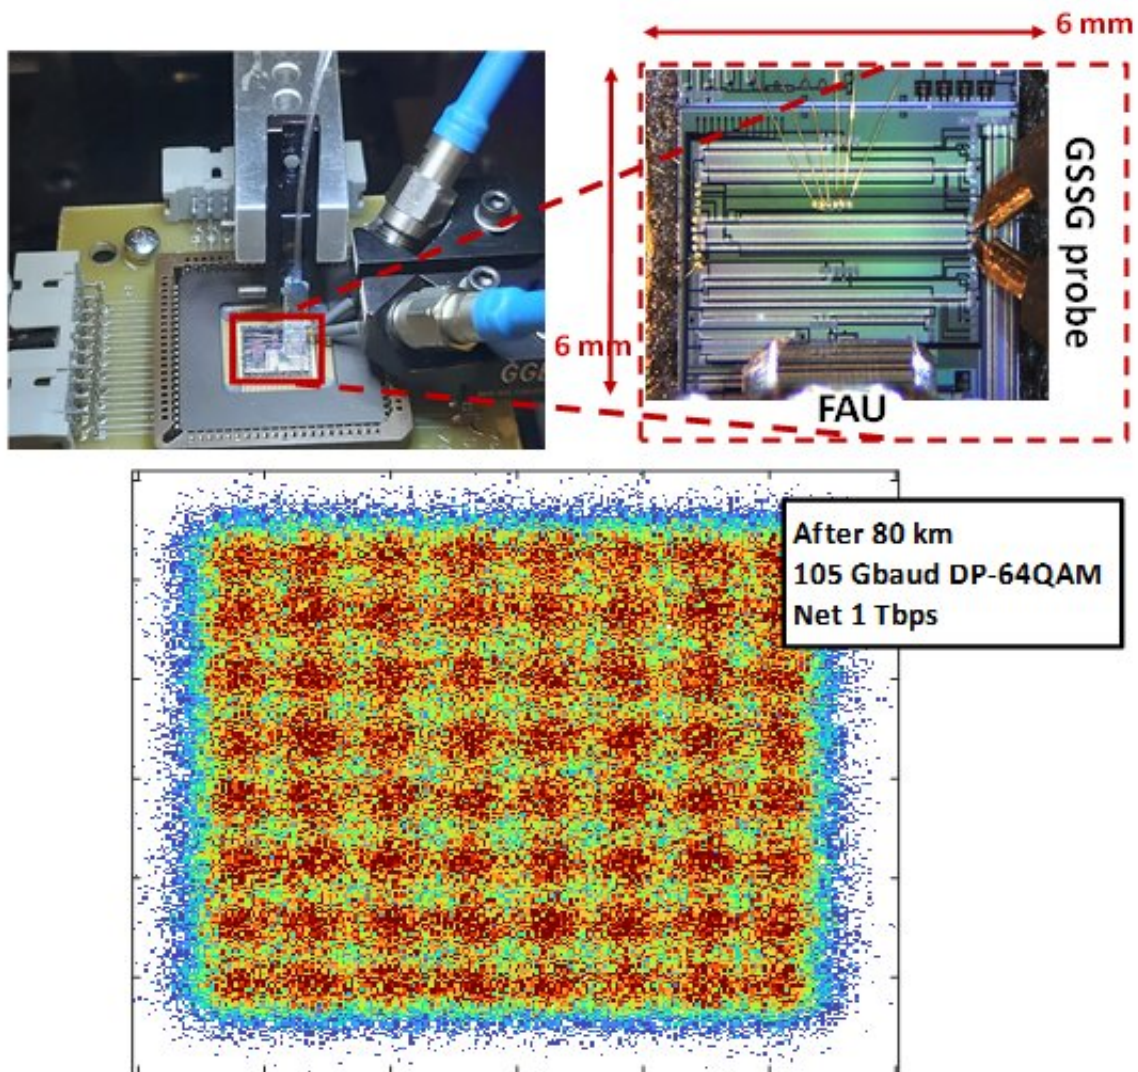 6 mm
6 mm
GSSG probe
FAU
After 80 km
105 Gbaud DP-64QAM
Net 1 Tbps